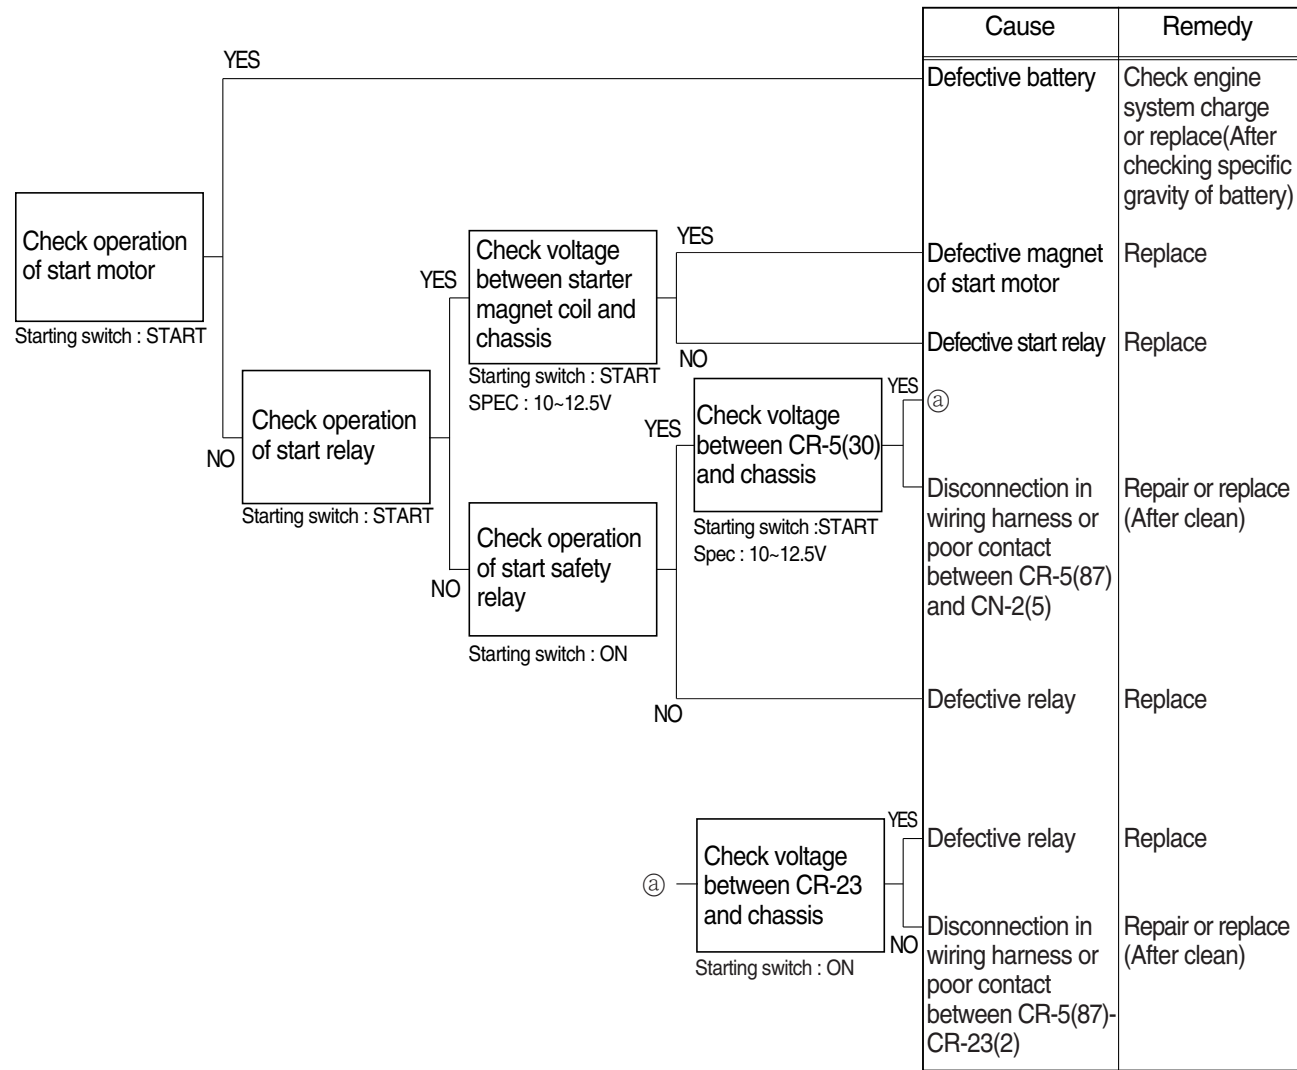 Cause
Remedy
YES
Defective battery
Check engine
system charge
or replace(After
checking specific
gravity of battery)
Check operation
of start motor
Starting switch : START
YES
Check voltage
between starter
magnet coil and
chassis
Starting switch : START
SPEC : 10~12.5V
YES
Defective magnet
of start motor
Replace
NO
Defective start relay
Replace
NO
Check operation
of start relay
Starting switch : START
YES
Check voltage
between CR-5(30)
and chassis
Starting switch :START
Spec : 10~12.5V
YES
ⓐ
Disconnection in
wiring harness or
poor contact
between CR-5(87)
and CN-2(5)
Repair or replace
(After clean)
NO
Check operation
of start safety
relay
Starting switch : ON
NO
Defective relay
Replace
ⓐ
Check voltage
between CR-23
and chassis
Starting switch : ON
YES
Defective relay
Replace
NO
Disconnection in
wiring harness or
poor contact
between CR-5(87)-
CR-23(2)
Repair or replace
(After clean)